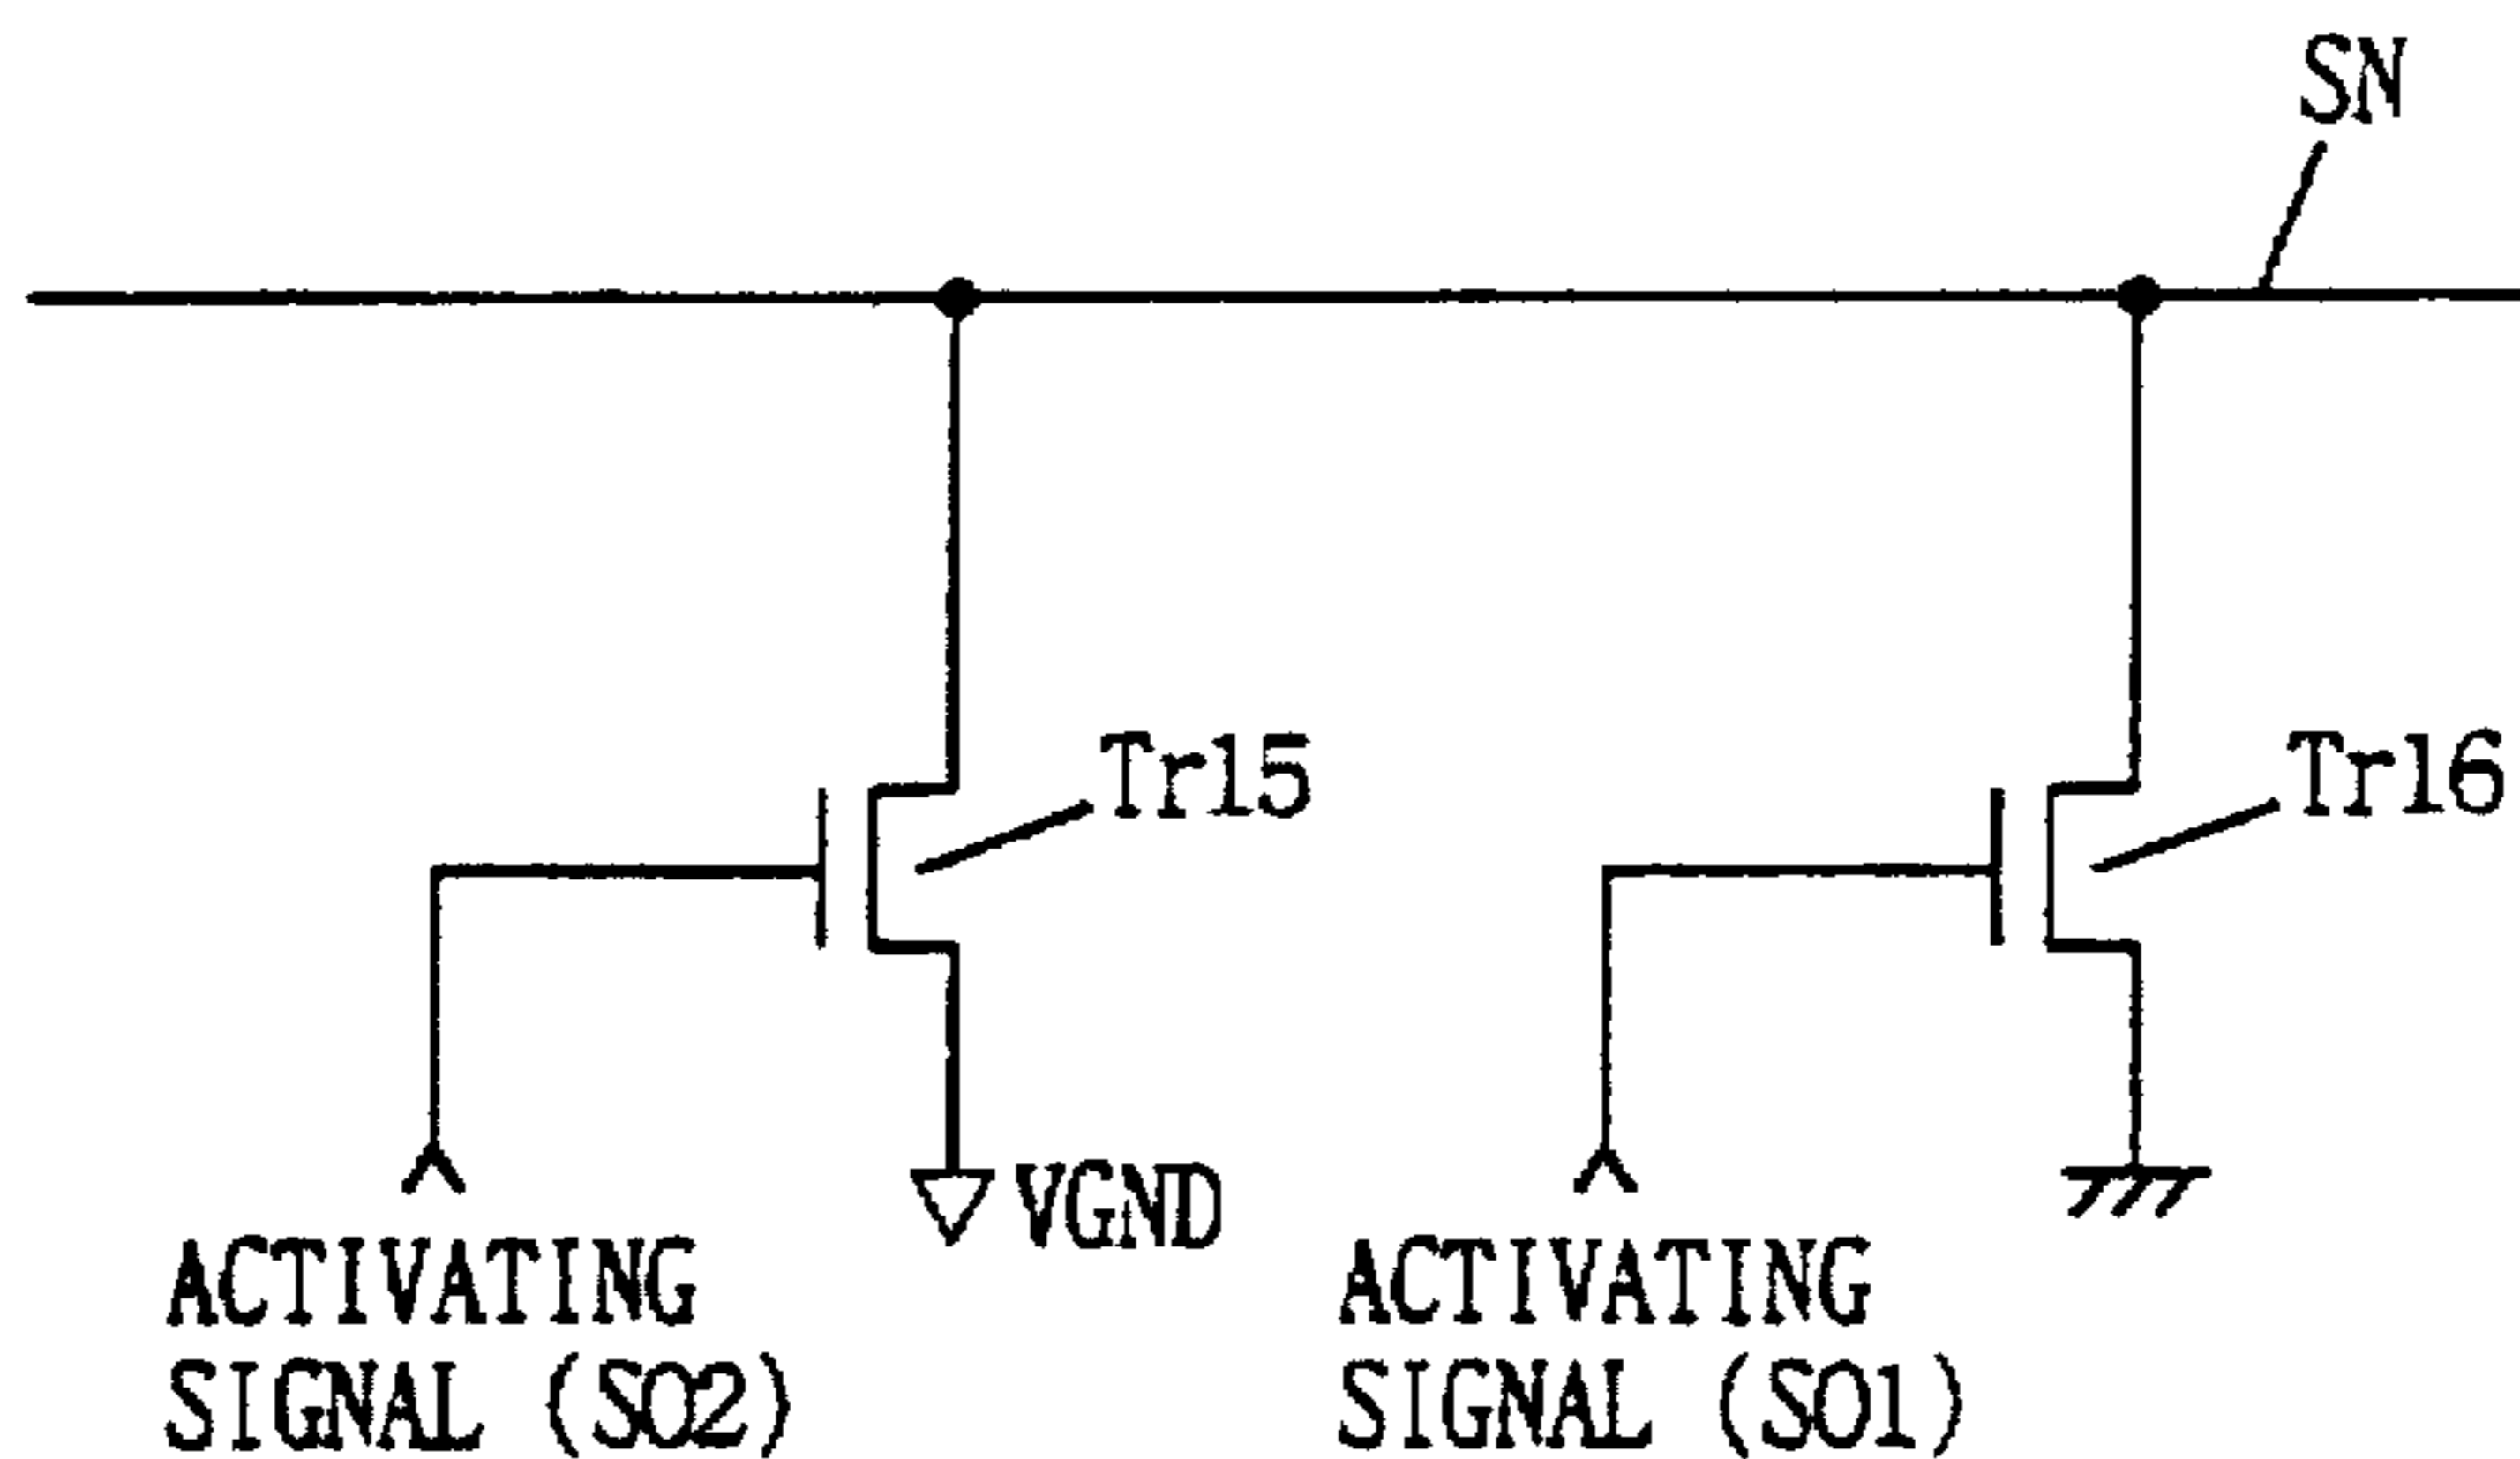 SN
Tr15
Tr16
VGND
ACTIVATING
SIGNAL (SO2)
ACTIVATING
SIGNAL (SO1)